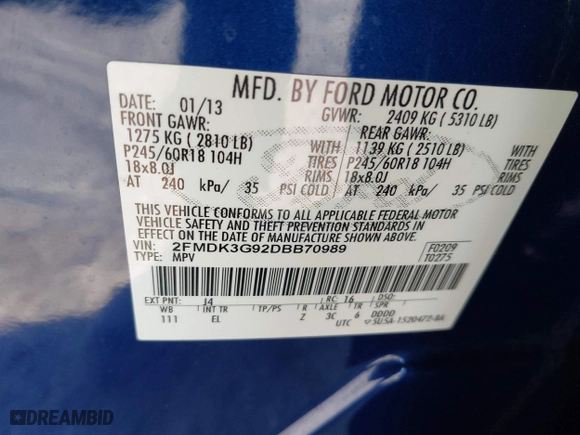 MFD. BY FORD MOTOR CO.
DATE: 01/13 GVWR: 2409 KG ( 5310 LB)
FRONT GAWR: REAR GAWR:
1275 KG ( 2810 LB) WITH 1139 KG ( 2510 LB) WITH
P245/60R18 104H TIRES P245/60R18 104H TIRES
18x8.0J RIMS 18x8.0J RIMS
AT 240 kPa/ 35 PSI COLD AT 240 kPa/ 35 PSI COLD
THIS VEHICLE CONFORMS TO ALL APPLICABLE FEDERAL MOTOR
VEHICLE SAFETY AND THEFT PREVENTION STANDARDS IN EFFECT ON THE DATE
OF MANUFACTURE SHOWN ABOVE.
VIN: 2FMDK3G92DBB70989 F0209
TYPE: MPV T0275
EXT PNT: J4 RC: 16 DSO:
WB INT TR TP/PS R AXLE TR SPR
111 EL Z 3C 6 DDDD
UTC
DREAMBID